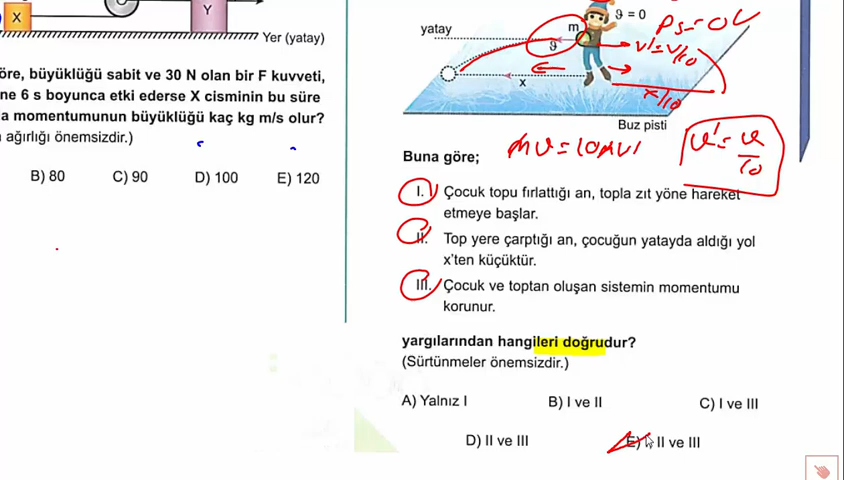 X
Y
Yer (yatay)
öre, büyüklüğü sabit ve 30 N olan bir F kuvveti,
ne 6 s boyunca etki ederse X cisminin bu süre
a momentumunun büyüklüğü kaç kg m/s olur?
ağırlığı önemsizdir.)
B) 80
C) 90
D) 100
E) 120
yatay
m
ϑ = 0
ϑ
x
v'=v/10
x/10
Buz pisti
mv=10mv'
v'=v/10
Buna göre;
I. Çocuk topu fırlattığı an, topla zıt yöne hareket
etmeye başlar.
II. Top yere çarptığı an, çocuğun yatayda aldığı yol
x'ten küçüktür.
III. Çocuk ve toptan oluşan sistemin momentumu
korunur.
yargılarından hangileri doğrudur?
(Sürtünmeler önemsizdir.)
A) Yalnız I
B) I ve II
C) I ve III
D) II ve III
E) I, II ve III